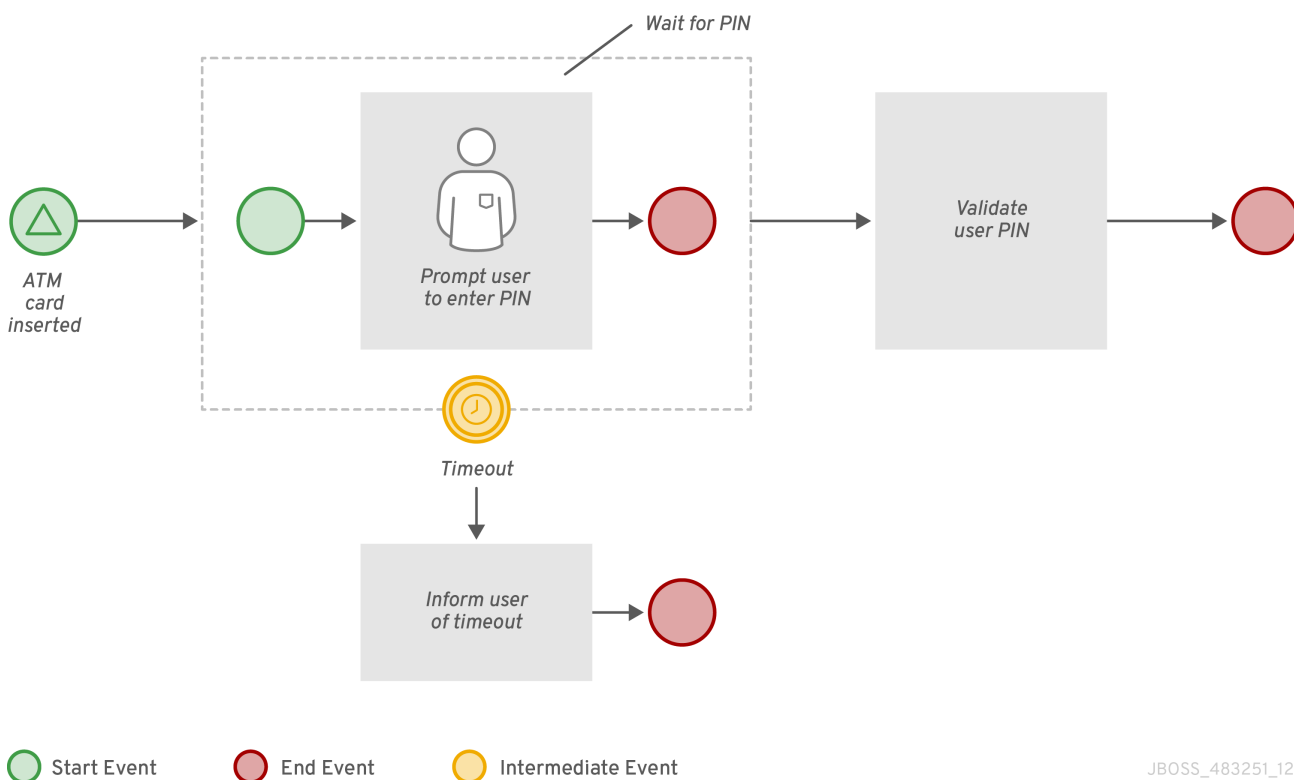 Wait for PIN
ATM
card
inserted
Prompt user
to enter PIN
Validate
user PIN
Timeout
Inform user
of timeout
Start Event
End Event
Intermediate Event
JBOSS_483251_12